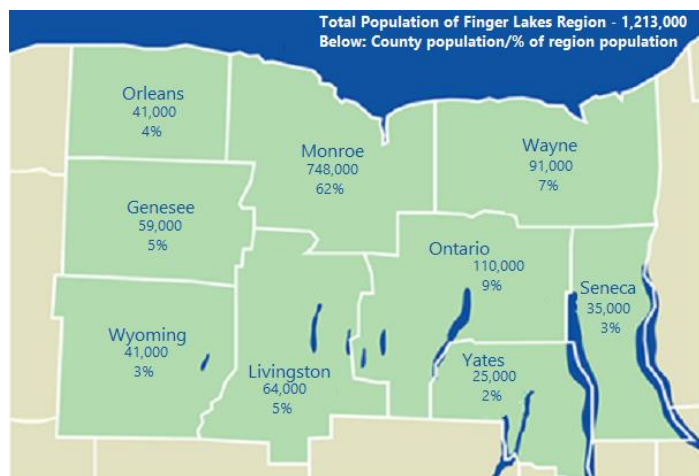 Total Population of Finger Lakes Region - 1,213,000
Below: County population/% of region population
Orleans
41,000
4%
Monroe
748,000
62%
Wayne
91,000
7%
Genesee
59,000
5%
Ontario
110,000
9%
Seneca
35,000
3%
Wyoming
41,000
3%
Livingston
64,000
5%
Yates
25,000
2%